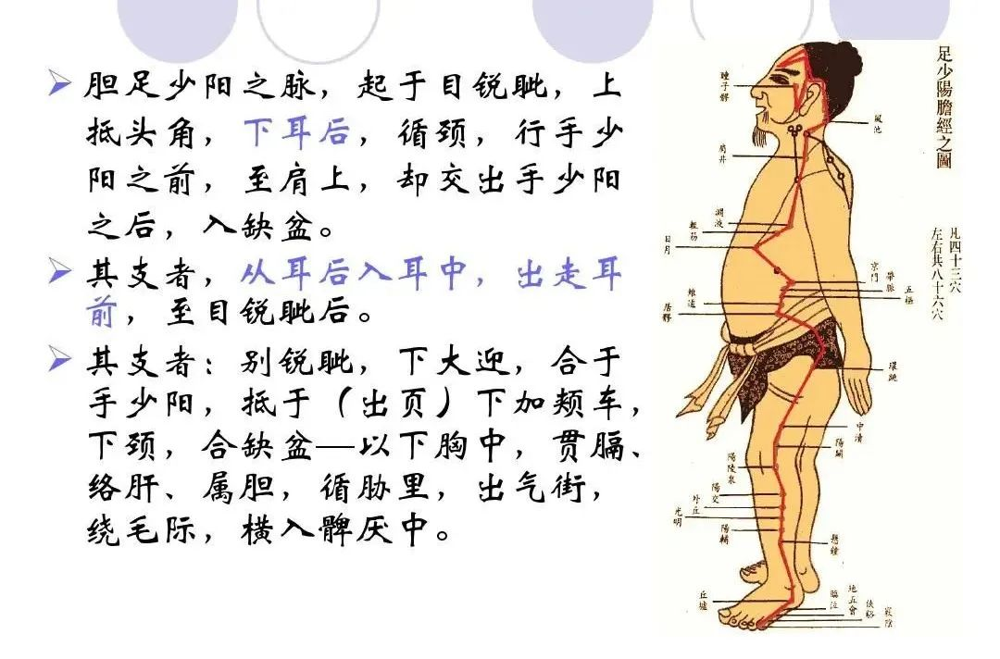 胆足少阳之脉，起于目锐眦，上
抵头角，下耳后，循颈，行手少
阳之前，至肩上，却交出手少阳
之后，入缺盆。
其支者，从耳后入耳中，出走耳
前，至目锐眦后。
其支者：别锐眦，下大迎，合于
手少阳，抵于（出页）下加颊车，
下颈，合缺盆—以下胸中，贯膈、
络肝、属胆，循胁里，出气街，
绕毛际，横入髀厌中。
足少陽膽經之圖
凡四十三穴
左右共八十六穴
瞳子髎
風池
肩井
淵液
輒筋
日月
京門
帶脈
五樞
維道
居髎
環跳
中瀆
陽關
陽陵泉
陽交
外丘
光明
陽輔
懸鐘
丘墟
臨泣
地五會
俠谿
竅陰